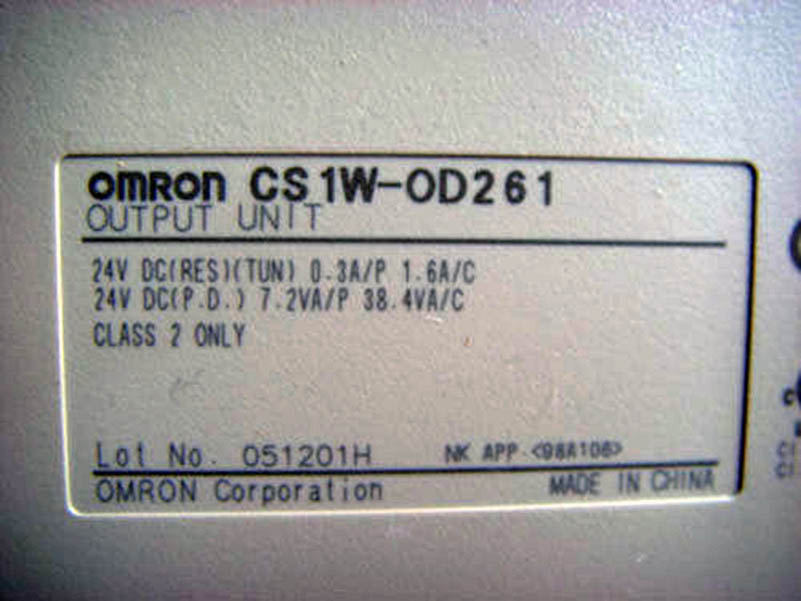 OMRON CS1W-OD261
OUTPUT UNIT
24V DC(RES)(TUN) 0.3A/P 1.6A/C
24V DC(P.D.) 7.2VA/P 38.4VA/C
CLASS 2 ONLY
Lot No. 051201H NK APP.<98A106>
OMRON Corporation MADE IN CHINA